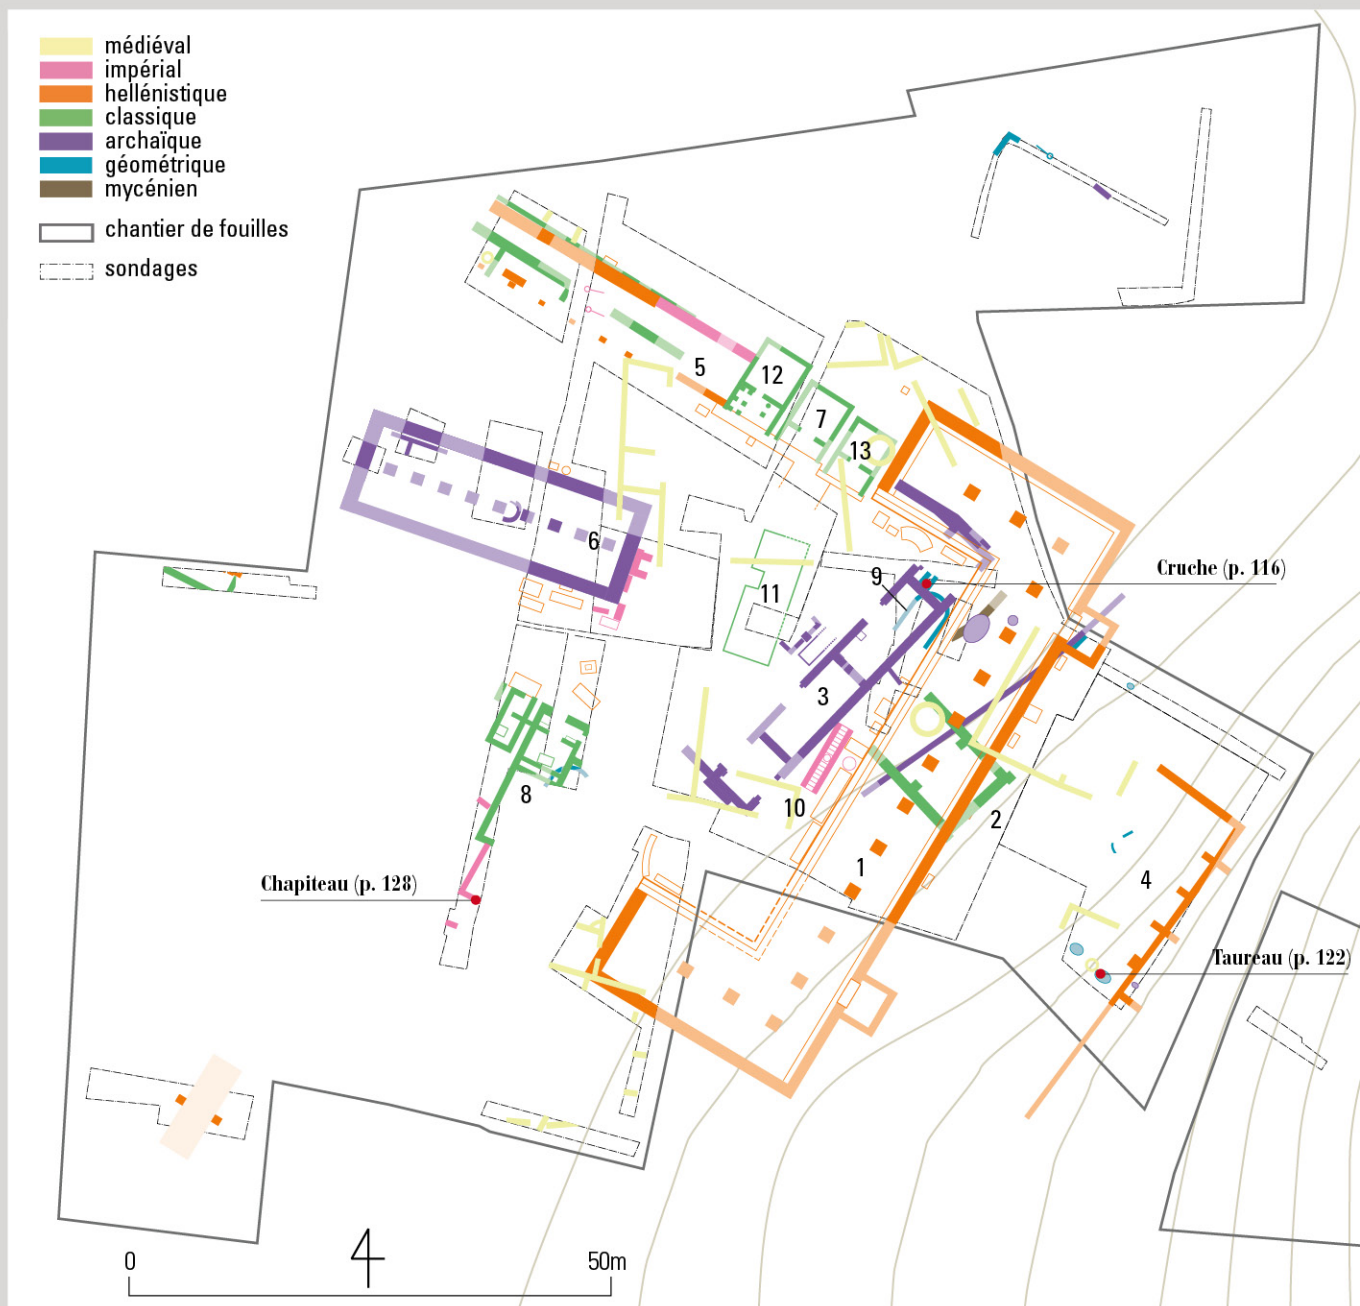 médiéval
impérial
hellénistique
classique
archaïque
géométrique
mycénien
chantier de fouilles
sondages
5
12
7
13
6
11
9
Cruche (p. 116)
3
8
10
2
1
4
Chapiteau (p. 128)
Taureau (p. 122)
0
50m